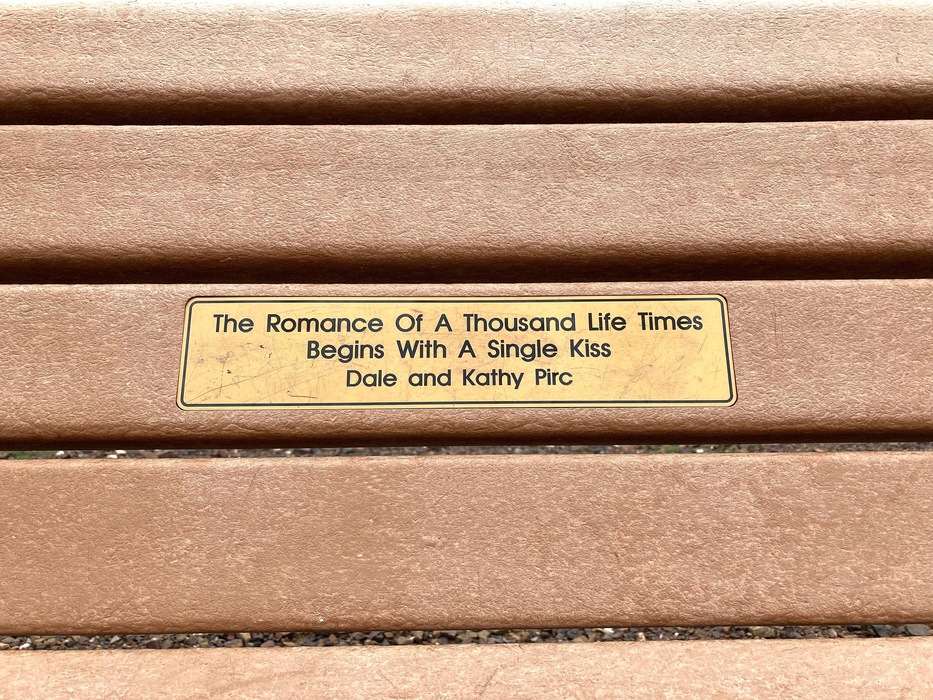 The Romance Of A Thousand Life Times
Begins With A Single Kiss
Dale and Kathy Pirc